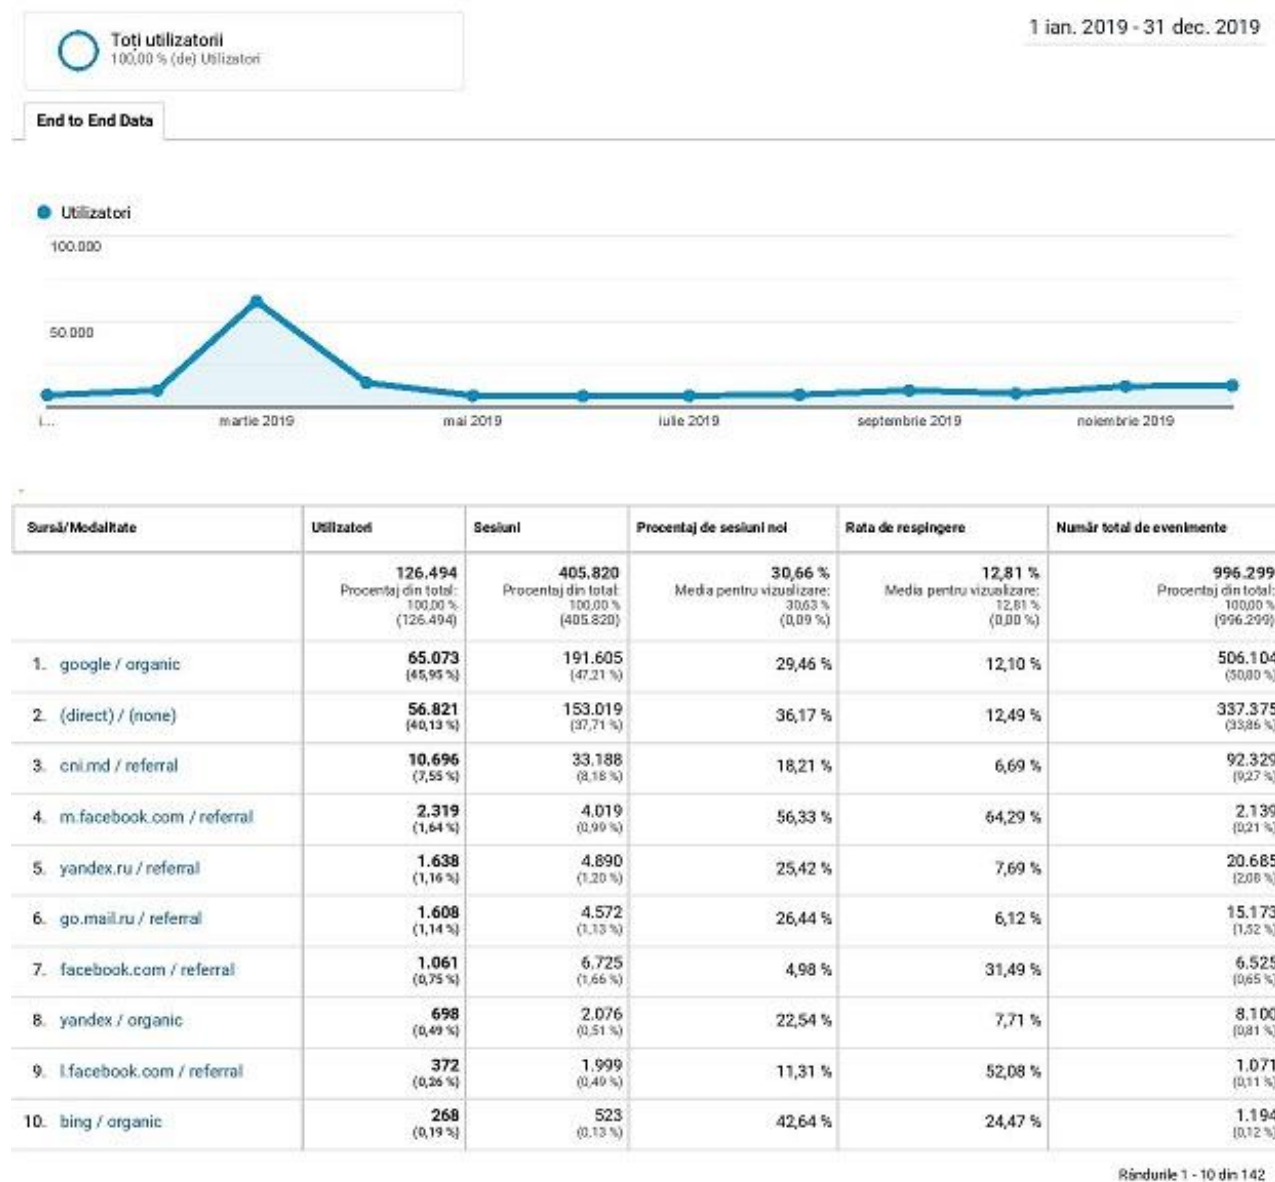 Toți utilizatorii
100,00 % (de) Utilizatori
1 ian. 2019 - 31 dec. 2019
End to End Data
Utilizatori
100.000
50.000
i...
martie 2019
mai 2019
iulie 2019
septembrie 2019
noiembrie 2019
Sursă/Modalitate Utilizatori Sesiuni Procentaj de sesiuni noi Rata de respingere Număr total de evenimente
126.494 405.820 30,66 % 12,81 % 996.299
Procentaj din total: Procentaj din total: Media pentru vizualizare: Media pentru vizualizare: Procentaj din total:
100,00 % 100,00 % 30,63 % 12,81 % 100,00 %
(126.494) (405.820) (0,09 %) (0,00 %) (996.299)
1. google / organic 65.073 191.605 29,46 % 12,10 % 506.104
(45,95 %) (47,21 %) (50,80 %)
2. (direct) / (none) 56.821 153.019 36,17 % 12,49 % 337.375
(40,13 %) (37,71 %) (33,86 %)
3. cni.md / referral 10.696 33.188 18,21 % 6,69 % 92.329
(7,55 %) (8,18 %) (9,27 %)
4. m.facebook.com / referral 2.319 4.019 56,33 % 64,29 % 2.139
(1,64 %) (0,99 %) (0,21 %)
5. yandex.ru / referral 1.638 4.890 25,42 % 7,69 % 20.685
(1,16 %) (1,20 %) (2,08 %)
6. go.mail.ru / referral 1.608 4.572 26,44 % 6,12 % 15.173
(1,14 %) (1,13 %) (1,52 %)
7. facebook.com / referral 1.061 6.725 4,98 % 31,49 % 6.525
(0,75 %) (1,66 %) (0,65 %)
8. yandex / organic 698 2.076 22,54 % 7,71 % 8.100
(0,49 %) (0,51 %) (0,81 %)
9. l.facebook.com / referral 372 1.999 11,31 % 52,08 % 1.071
(0,26 %) (0,49 %) (0,11 %)
10. bing / organic 268 523 42,64 % 24,47 % 1.194
(0,19 %) (0,13 %) (0,12 %)
Rândurile 1 - 10 din 142